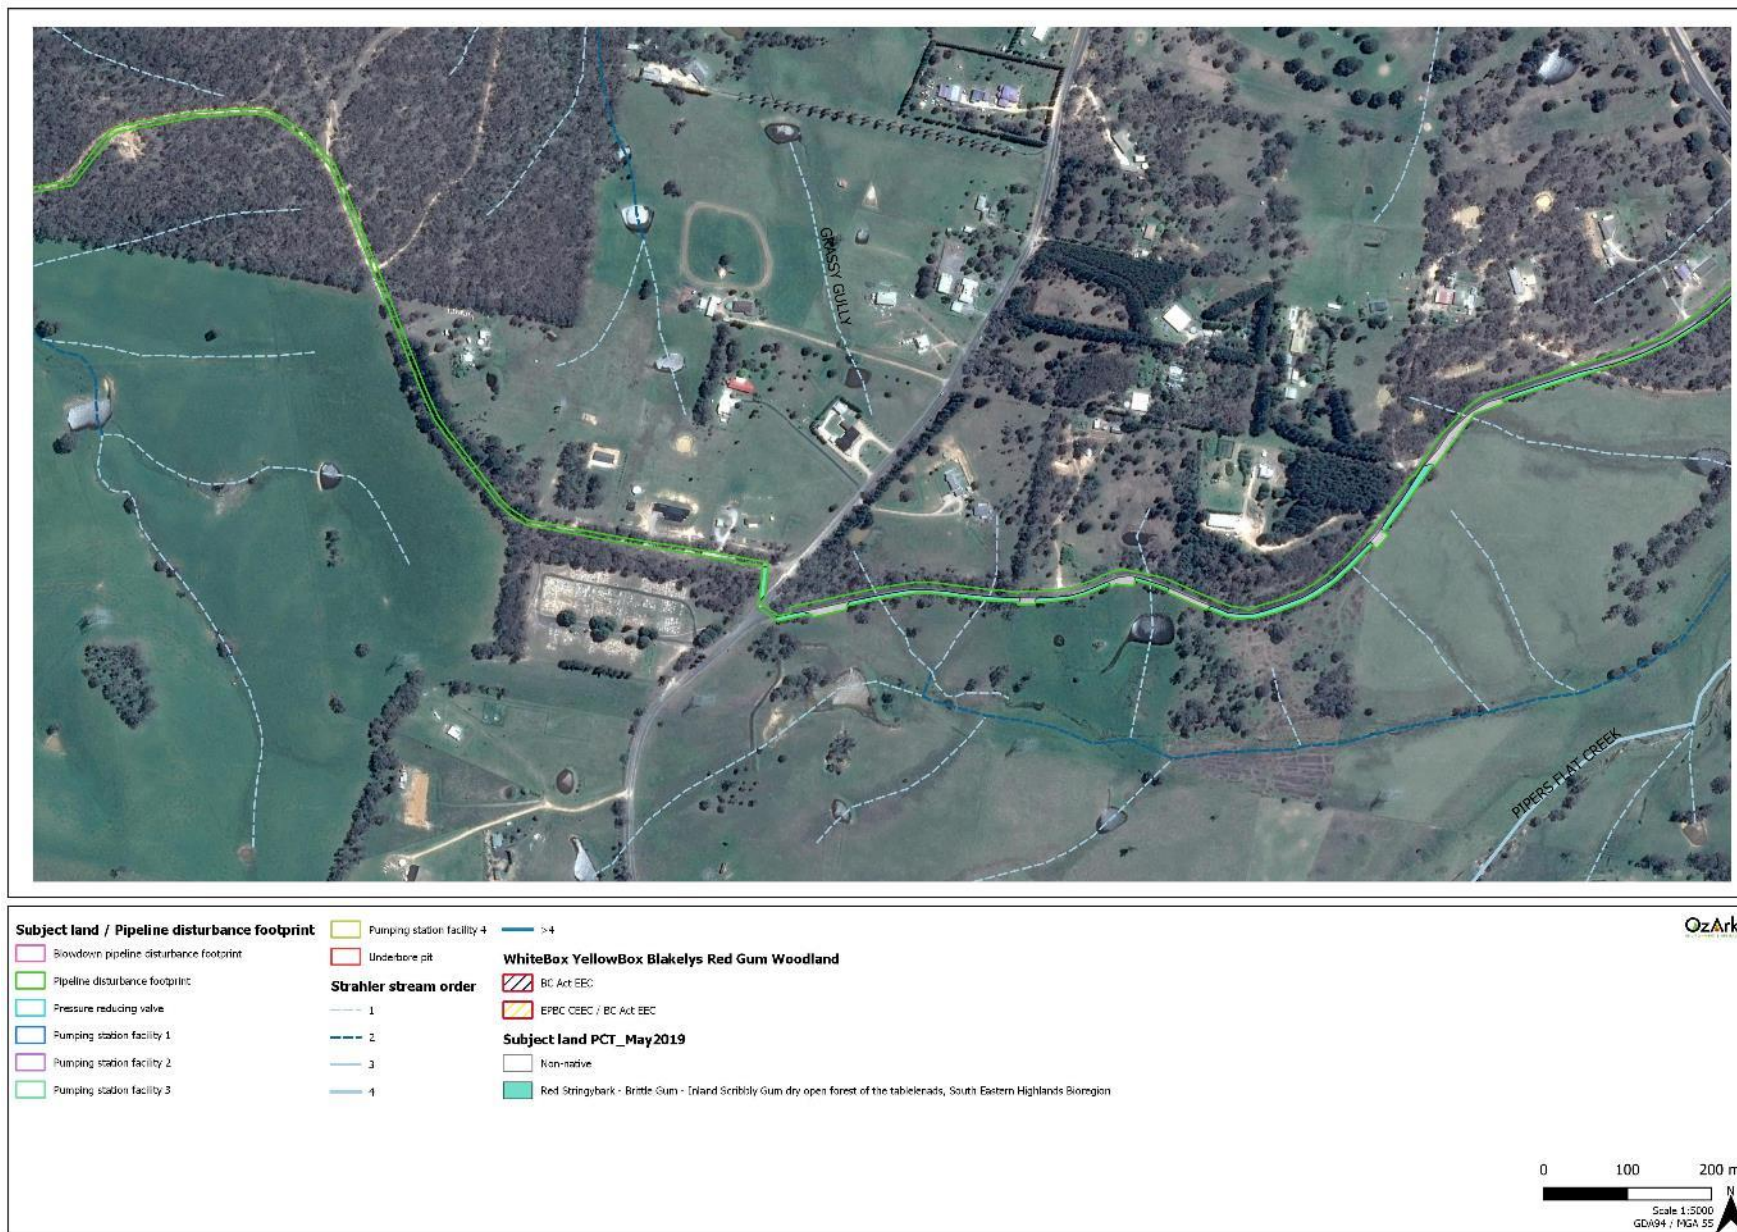 GRASSY GULLY
PIPERS FLAT CREEK
Subject land / Pipeline disturbance footprint
Blowdown pipeline disturbance footprint
Pipeline disturbance footprint
Pressure reducing valve
Pumping station facility 1
Pumping station facility 2
Pumping station facility 3
Pumping station facility 4
Underbore pit
Strahler stream order
1
2
3
4
>4
WhiteBox YellowBox Blakelys Red Gum Woodland
BC Act EEC
EPBC CEEC / BC Act EEC
Subject land PCT_May2019
Non-native
Red Stringybark - Brittle Gum - Inland Scribbly Gum dry open forest of the tablelenads, South Eastern Highlands Bioregion
OzArk
0 100 200 m
N
Scale 1:5000
GDA94 / MGA 55